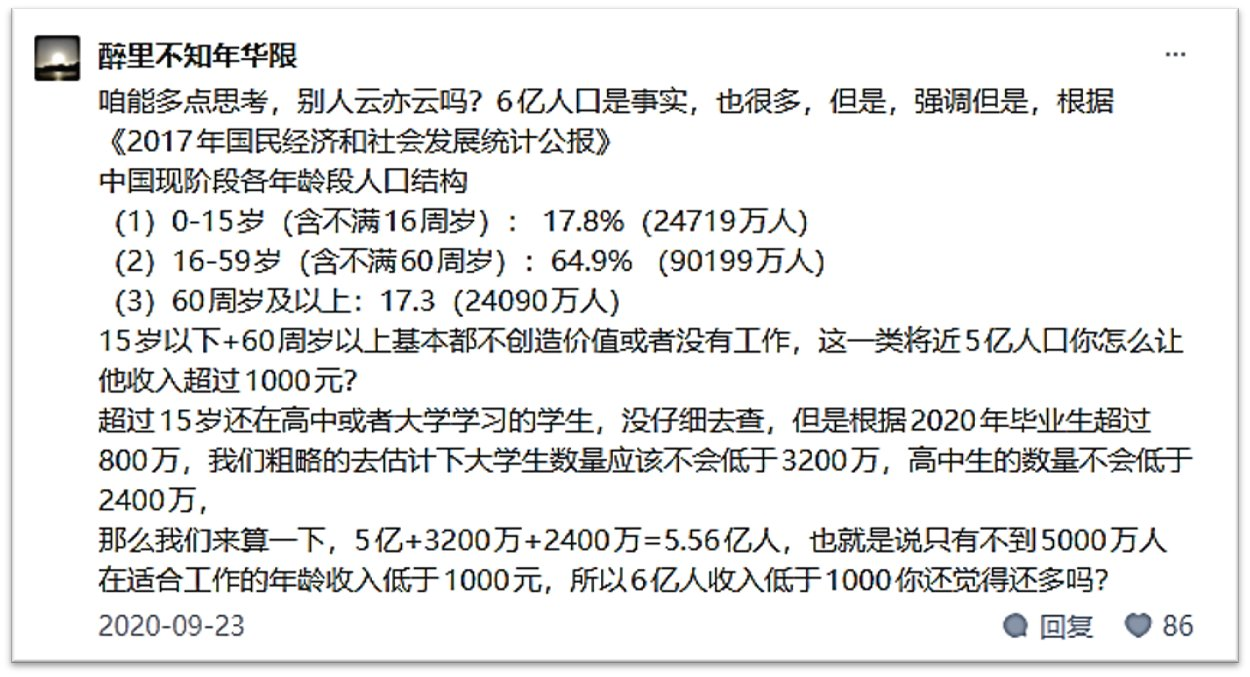 醉里不知年华限
咱能多点思考，别人云亦云吗？6亿人口是事实，也很多，但是，强调但是，根据
《2017年国民经济和社会发展统计公报》
中国现阶段各年龄段人口结构
（1）0-15岁（含不满16周岁）： 17.8%（24719万人）
（2）16-59岁（含不满60周岁）：64.9% （90199万人）
（3）60周岁及以上：17.3（24090万人）
15岁以下+60周岁以上基本都不创造价值或者没有工作，这一类将近5亿人口你怎么让
他收入超过1000元？
超过15岁还在高中或者大学学习的学生，没仔细去查，但是根据2020年毕业生超过
800万，我们粗略的去估计下大学生数量应该不会低于3200万，高中生的数量不会低于
2400万，
那么我们来算一下，5亿+3200万+2400万=5.56亿人，也就是说只有不到5000万人
在适合工作的年龄收入低于1000元，所以6亿人收入低于1000你还觉得还多吗？
2020-09-23 回复 86